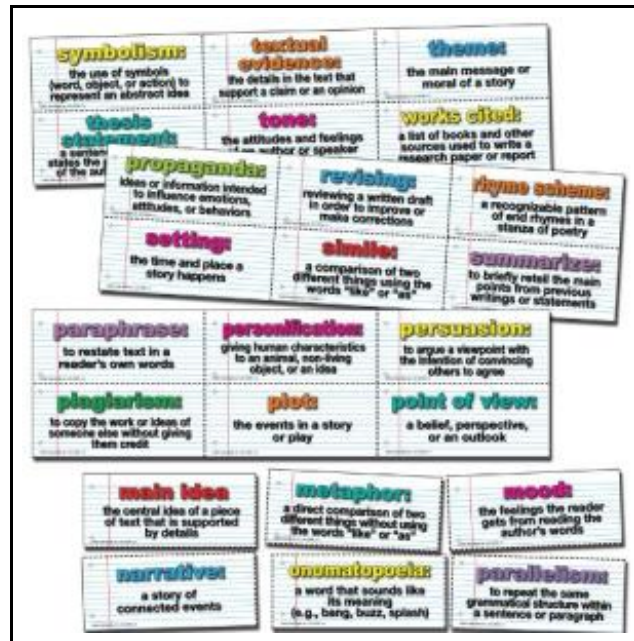 symbolism:
the use of symbols
(word, object, or action) to
represent an abstract idea
textual
evidence:
the details in the text that
support a claim or an opinion
theme:
the main message or
moral of a story
thesis
statement:
a senten
states the
of the au
tone:
the attitudes and feelings
author or speaker
works cited:
a list of books and other
sources used to write a
research paper or report
propaganda:
ideas or information intended
to influence emotions,
attitudes, or behaviors
revising:
reviewing a written draft
in order to improve or
make corrections
rhyme scheme:
a recognizable pattern
of end rhymes in a
stanza of poetry
setting:
the time and place a
story happens
simile:
a comparison of two
different things using the
words "like" or "as"
summarize:
to briefly retell the main
points from previous
writings or statements
paraphrase:
to restate text in a
reader's own words
personification:
giving human characteristics
to an animal, non-living
object, or an idea
persuasion:
to argue a viewpoint with
the intention of convincing
others to agree
plagiarism:
to copy the work or ideas of
someone else without giving
them credit
plot:
the events in a story
or play
point of view:
a belief, perspective,
or an outlook
main idea
the central idea of a piece
of text that is supported
by details
metaphor:
a direct comparison of two
different things without using
the words "like" or "as"
mood:
the feelings the reader
gets from reading the
author's words
narrative:
a story of
connected events
onomatopoeia:
a word that sounds like
its meaning
(e.g., bang, buzz, splash)
parallelism:
to repeat the same
grammatical structure within
a sentence or paragraph